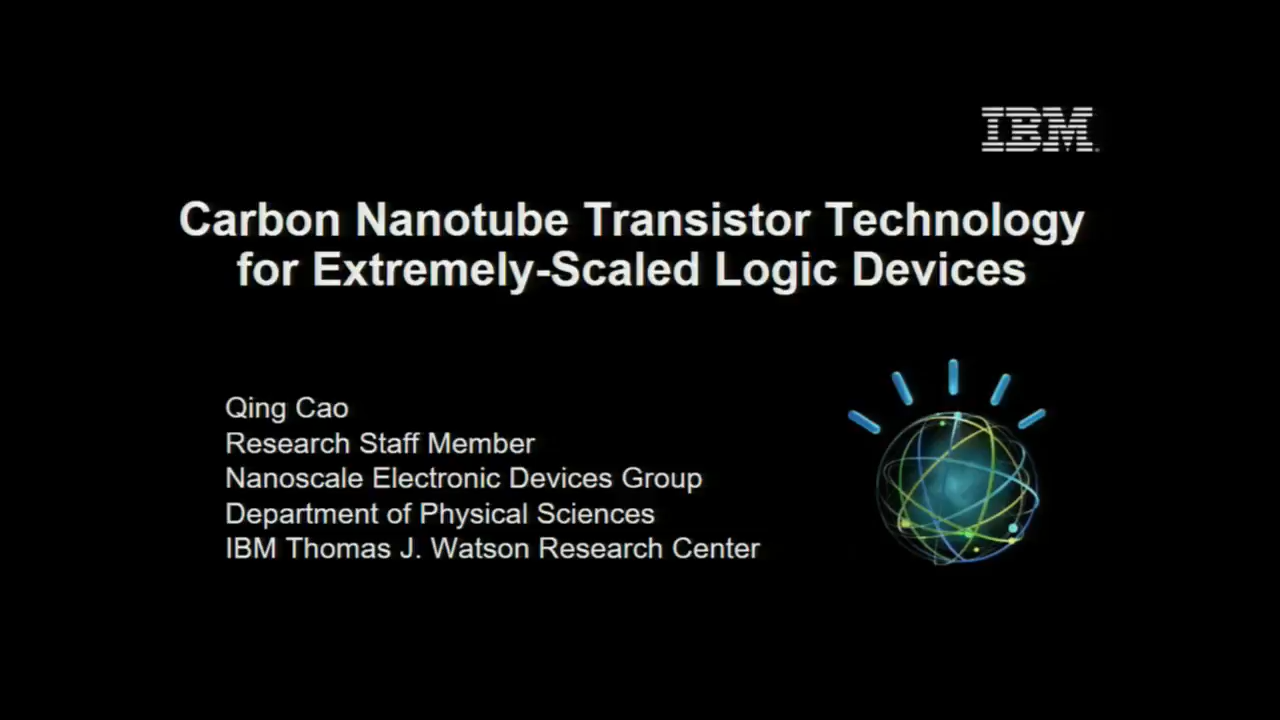 IBM
Carbon Nanotube Transistor Technology
for Extremely-Scaled Logic Devices
Qing Cao
Research Staff Member
Nanoscale Electronic Devices Group
Department of Physical Sciences
IBM Thomas J. Watson Research Center